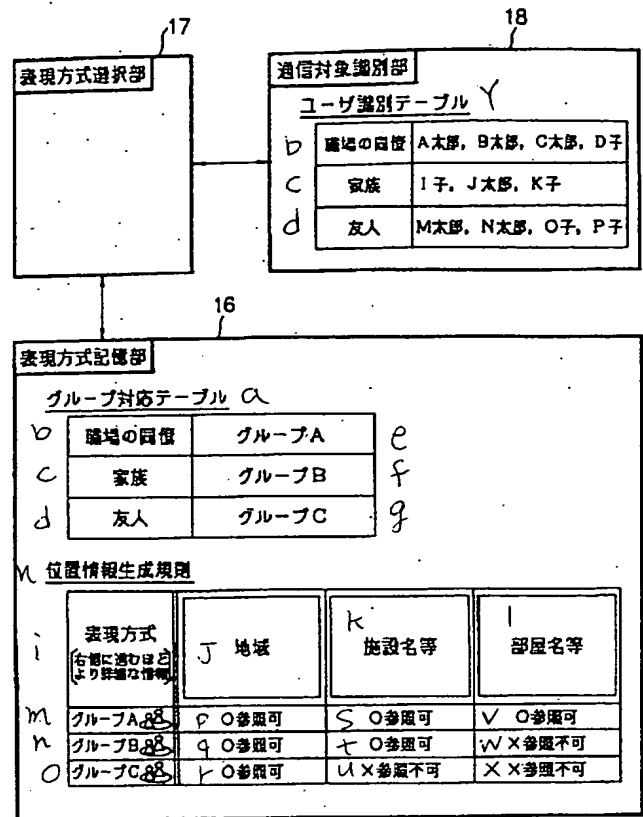 17
表現方式選択部
18
通信対象識別部
ユーザ識別テーブル Y
b 職場の同僚 A太郎，B太郎，C太郎，D子
c 家族 I子，J太郎，K子
d 友人 M太郎，N太郎，O子，P子
16
表現方式記憶部
グループ対応テーブル a
b 職場の同僚 グループA e
c 家族 グループB f
d 友人 グループC g
n 位置情報生成規則
i 表現方式 J 地域 K 施設名等 l 部屋名等
[右側に進むほど
より詳細な情報]
m グループA p ○参照可 S ○参照可 V ○参照可
n グループB q ○参照可 t ○参照可 W ×参照不可
o グループC r ○参照可 U ×参照不可 X ×参照不可